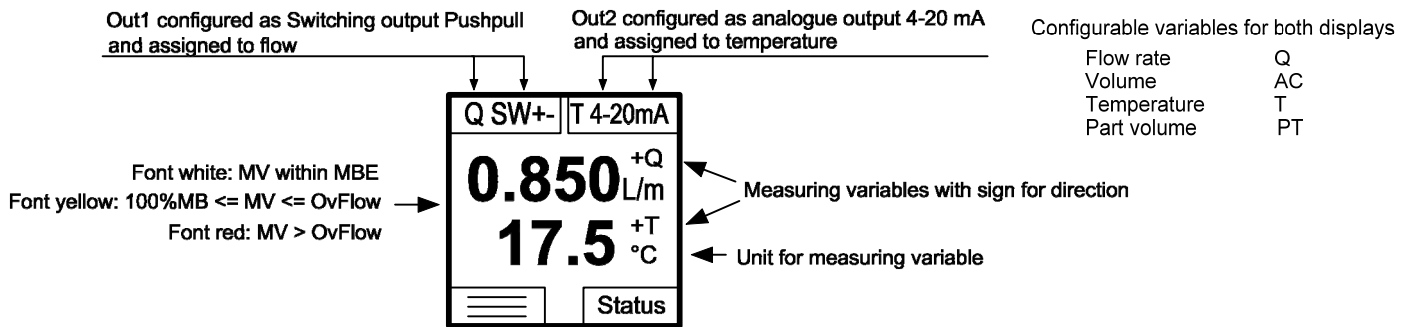 Out1 configured as Switching output Pushpull
and assigned to flow
Out2 configured as analogue output 4-20 mA
and assigned to temperature
Configurable variables for both displays
Flow rate Q
Volume AC
Temperature T
Part volume PT
Q SW+- T 4-20mA
Font white: MV within MBE
Font yellow: 100%MB <= MV <= OvFlow
Font red: MV > OvFlow
0.850 +Q L/m
17.5 +T °C
Measuring variables with sign for direction
Unit for measuring variable
Status